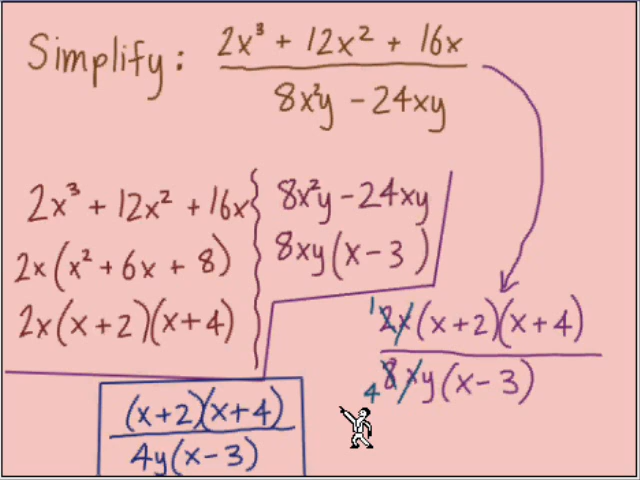 Simplify: 2x³ + 12x² + 16x
8x²y - 24xy
2x³ + 12x² + 16x
2x(x² + 6x + 8)
2x(x+2)(x+4)
8x²y - 24xy
8xy(x-3)
1 2x(x+2)(x+4)
4 8xy(x-3)
(x+2)(x+4)
4y(x-3)